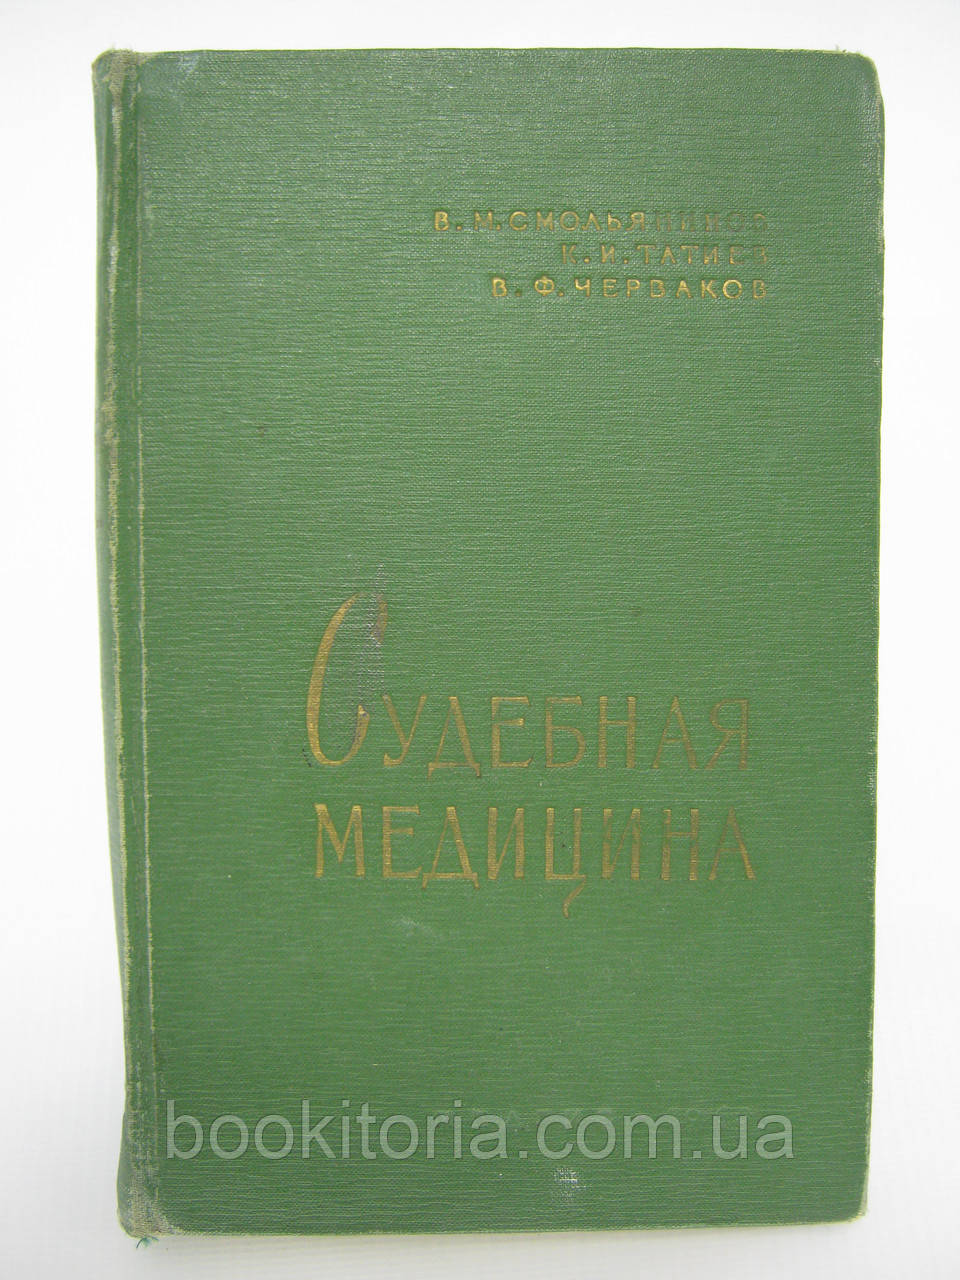 В. М. СМОЛЬЯНИНОВ
К. И. ТАТИЕВ
В. Ф. ЧЕРВАКОВ
СУДЕБНАЯ
МЕДИЦИНА
bookitoria.com.ua